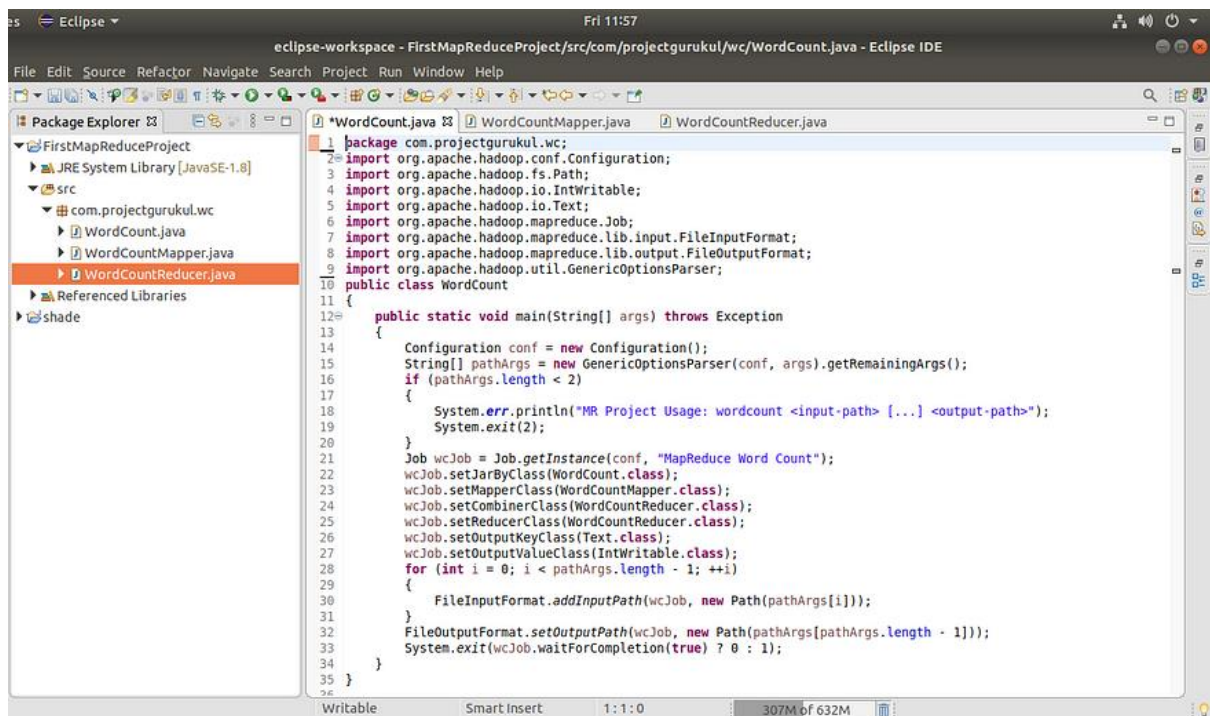 es Eclipse Fri 11:57
eclipse-workspace - FirstMapReduceProject/src/com/projectgurukul/wc/WordCount.java - Eclipse IDE
File Edit Source Refactor Navigate Search Project Run Window Help
Package Explorer
FirstMapReduceProject
JRE System Library [JavaSE-1.8]
src
com.projectgurukul.wc
WordCount.java
WordCountMapper.java
WordCountReducer.java
Referenced Libraries
shade
*WordCount.java WordCountMapper.java WordCountReducer.java
1 package com.projectgurukul.wc;
2 import org.apache.hadoop.conf.Configuration;
3 import org.apache.hadoop.fs.Path;
4 import org.apache.hadoop.io.IntWritable;
5 import org.apache.hadoop.io.Text;
6 import org.apache.hadoop.mapreduce.Job;
7 import org.apache.hadoop.mapreduce.lib.input.FileInputFormat;
8 import org.apache.hadoop.mapreduce.lib.output.FileOutputFormat;
9 import org.apache.hadoop.util.GenericOptionsParser;
10 public class WordCount
11 {
12 public static void main(String[] args) throws Exception
13 {
14 Configuration conf = new Configuration();
15 String[] pathArgs = new GenericOptionsParser(conf, args).getRemainingArgs();
16 if (pathArgs.length < 2)
17 {
18 System.err.println("MR Project Usage: wordcount <input-path> [...] <output-path>");
19 System.exit(2);
20 }
21 Job wcJob = Job.getInstance(conf, "MapReduce Word Count");
22 wcJob.setJarByClass(WordCount.class);
23 wcJob.setMapperClass(WordCountMapper.class);
24 wcJob.setCombinerClass(WordCountReducer.class);
25 wcJob.setReducerClass(WordCountReducer.class);
26 wcJob.setOutputKeyClass(Text.class);
27 wcJob.setOutputValueClass(IntWritable.class);
28 for (int i = 0; i < pathArgs.length - 1; ++i)
29 {
30 FileInputFormat.addInputPath(wcJob, new Path(pathArgs[i]));
31 }
32 FileOutputFormat.setOutputPath(wcJob, new Path(pathArgs[pathArgs.length - 1]));
33 System.exit(wcJob.waitForCompletion(true) ? 0 : 1);
34 }
35 }
36
Writable Smart Insert 1:1:0 307M of 632M